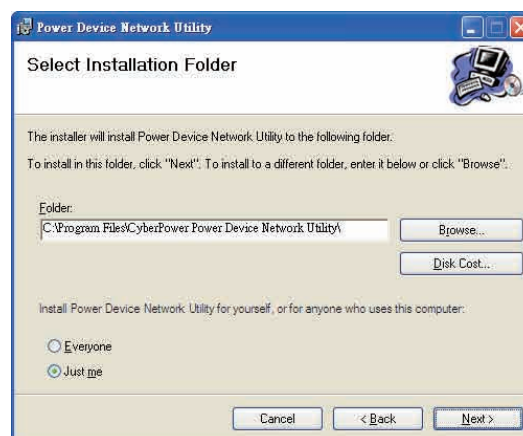 Power Device Network Utility
Select Installation Folder
The installer will install Power Device Network Utility to the following folder.
To install in this folder, click "Next". To install to a different folder, enter it below or click "Browse".
Folder:
C:\Program Files\CyberPower Power Device Network Utility\
Browse...
Disk Cost...
Install Power Device Network Utility for yourself, or for anyone who uses this computer:
Everyone
Just me
Cancel
< Back
Next >